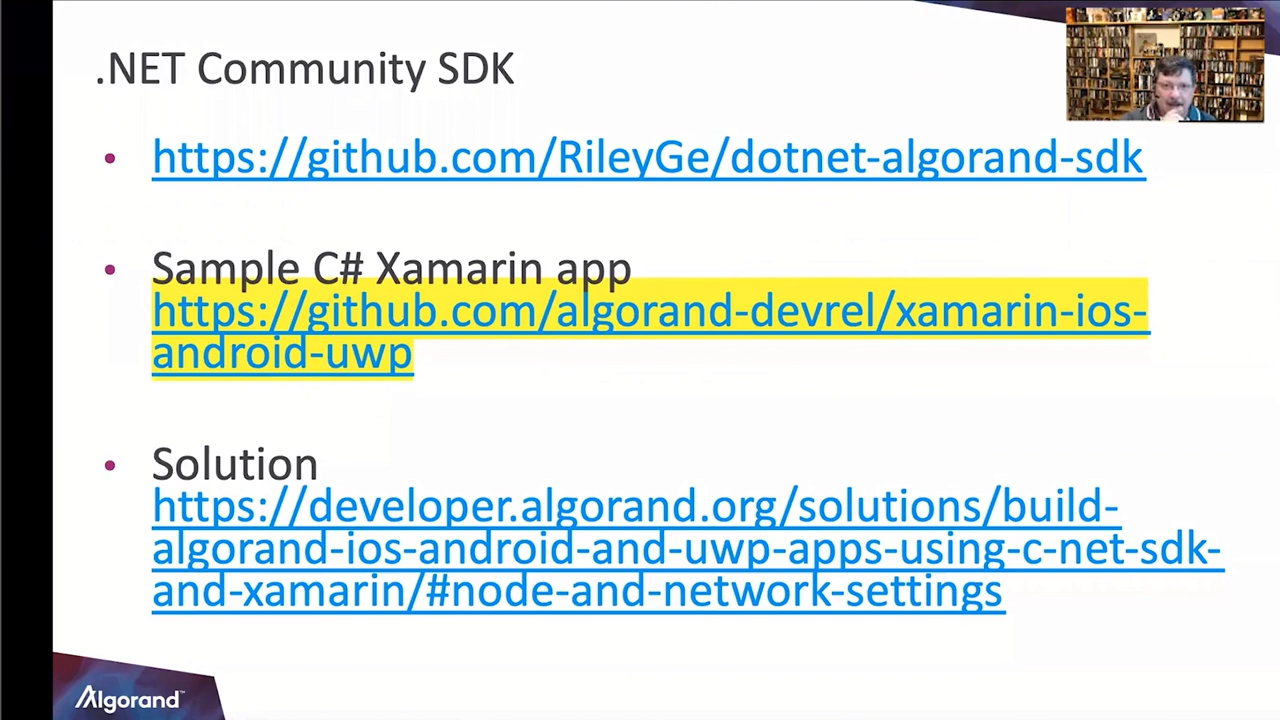 .NET Community SDK
• https://github.com/RileyGe/dotnet-algorand-sdk
• Sample C# Xamarin app
https://github.com/algorand-devrel/xamarin-ios-
android-uwp
• Solution
https://developer.algorand.org/solutions/build-
algorand-ios-android-and-uwp-apps-using-c-net-sdk-
and-xamarin/#node-and-network-settings
Algorand™